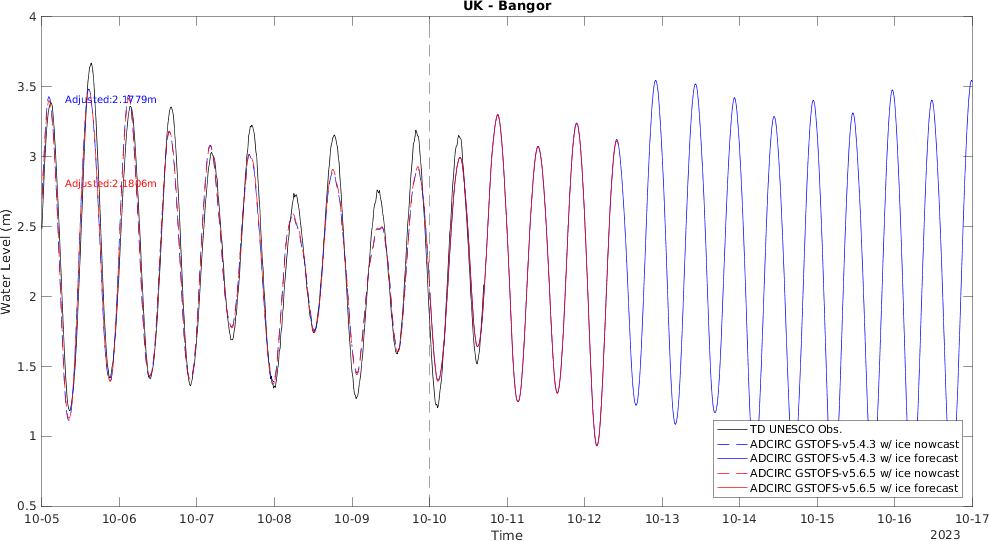 UK - Bangor
4
3.5
3
2.5
2
1.5
1
0.5
Water Level (m)
Adjusted:2.1779m
Adjusted:2.1806m
TD UNESCO Obs.
ADCIRC GSTOFS-v5.4.3 w/ ice nowcast
ADCIRC GSTOFS-v5.4.3 w/ ice forecast
ADCIRC GSTOFS-v5.6.5 w/ ice nowcast
ADCIRC GSTOFS-v5.6.5 w/ ice forecast
10-05 10-06 10-07 10-08 10-09 10-10 10-11 10-12 10-13 10-14 10-15 10-16 10-17
Time
2023